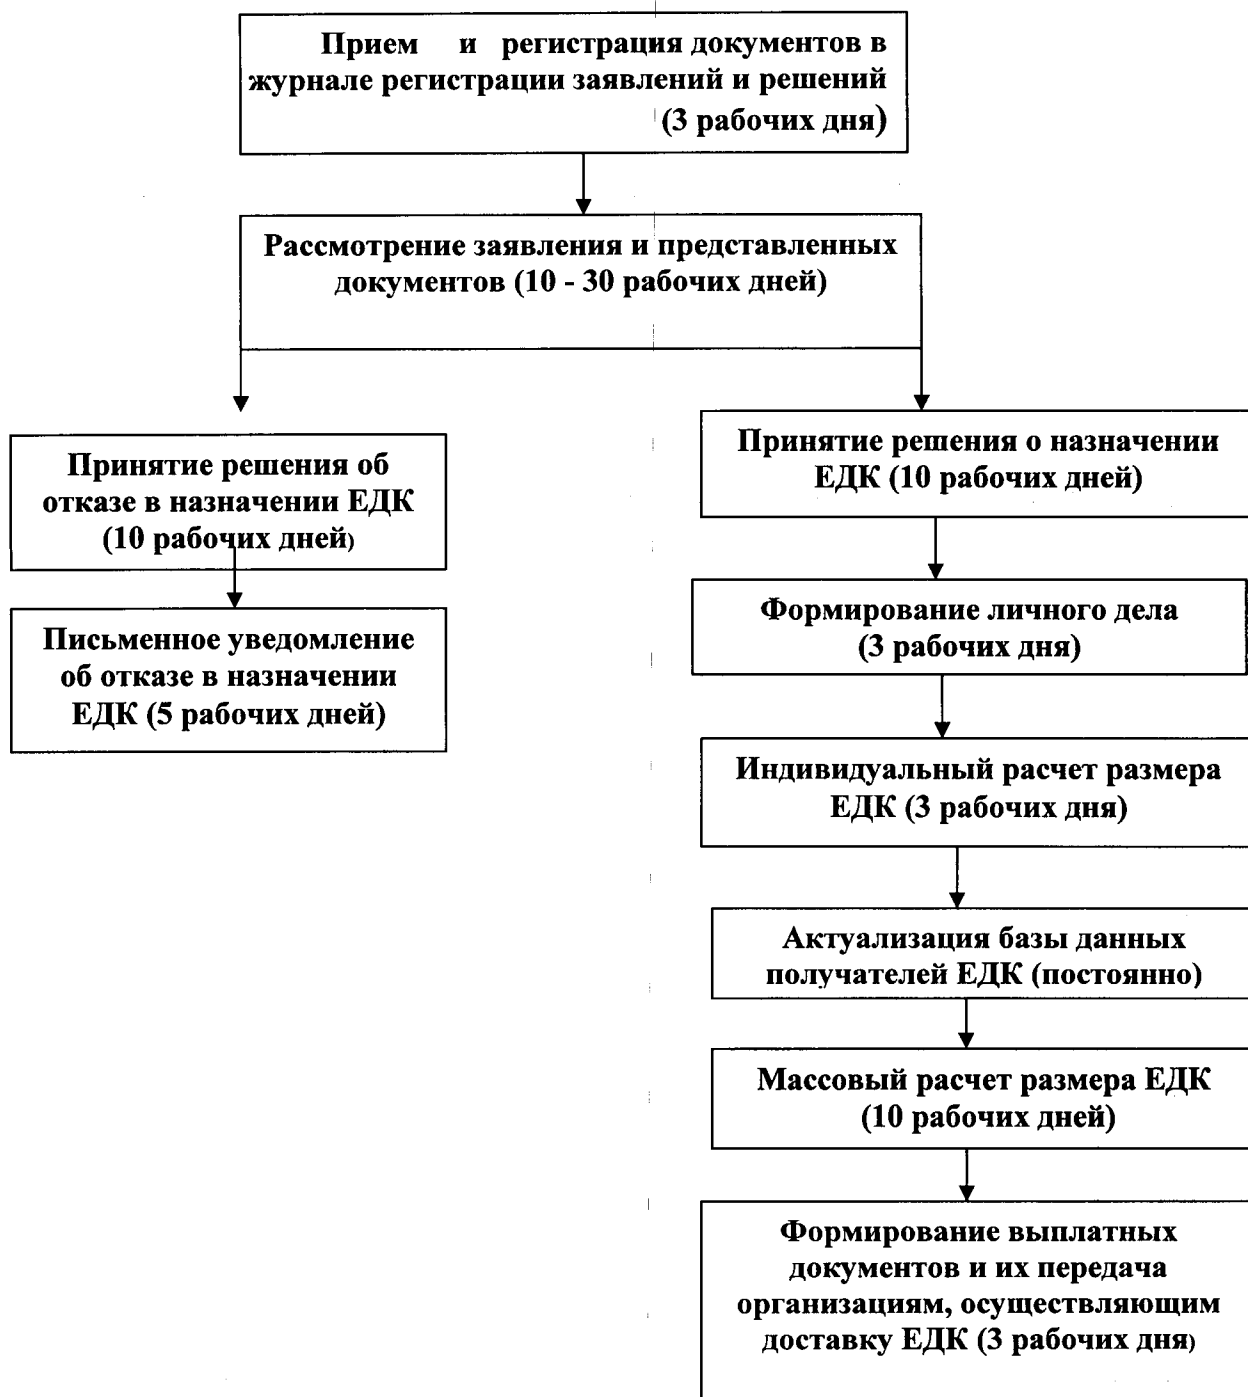 Прием и регистрация документов в
журнале регистрации заявлений и решений
(3 рабочих дня)
Рассмотрение заявления и представленных
документов (10 - 30 рабочих дней)
Принятие решения об
отказе в назначении ЕДК
(10 рабочих дней)
Письменное уведомление
об отказе в назначении
ЕДК (5 рабочих дней)
Принятие решения о назначении
ЕДК (10 рабочих дней)
Формирование личного дела
(3 рабочих дня)
Индивидуальный расчет размера
ЕДК (3 рабочих дня)
Актуализация базы данных
получателей ЕДК (постоянно)
Массовый расчет размера ЕДК
(10 рабочих дней)
Формирование выплатных
документов и их передача
организациям, осуществляющим
доставку ЕДК (3 рабочих дня)